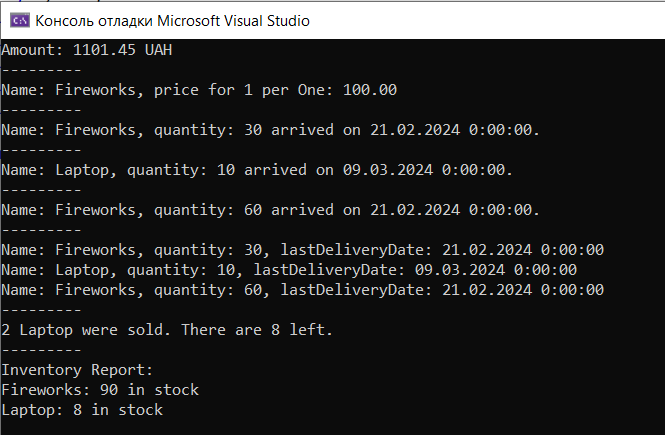 C:\ Консоль отладки Microsoft Visual Studio
Amount: 1101.45 UAH
---------
Name: Fireworks, price for 1 per One: 100.00
---------
Name: Fireworks, quantity: 30 arrived on 21.02.2024 0:00:00.
---------
Name: Laptop, quantity: 10 arrived on 09.03.2024 0:00:00.
---------
Name: Fireworks, quantity: 60 arrived on 21.02.2024 0:00:00.
---------
Name: Fireworks, quantity: 30, lastDeliveryDate: 21.02.2024 0:00:00
Name: Laptop, quantity: 10, lastDeliveryDate: 09.03.2024 0:00:00
Name: Fireworks, quantity: 60, lastDeliveryDate: 21.02.2024 0:00:00
---------
2 Laptop were sold. There are 8 left.
---------
Inventory Report:
Fireworks: 90 in stock
Laptop: 8 in stock